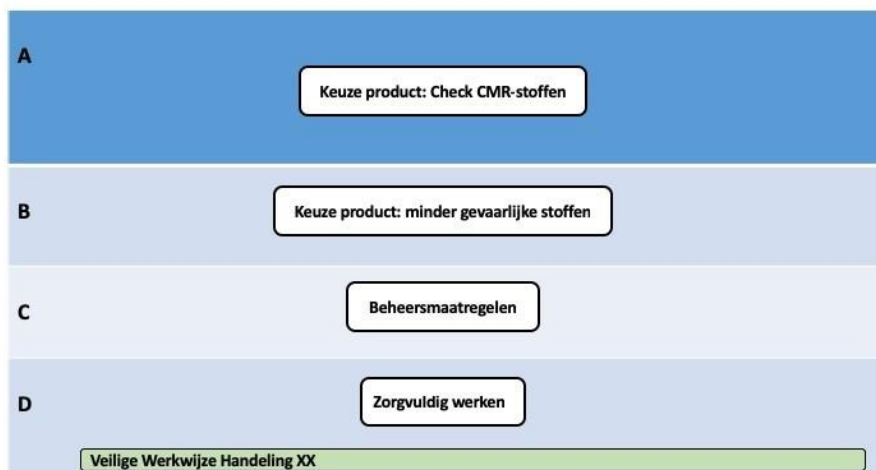 A
Keuze product: Check CMR-stoffen
B
Keuze product: minder gevaarlijke stoffen
C
Beheersmaatregelen
D
Zorgvuldig werken
Veilige Werkwijze Handeling XX